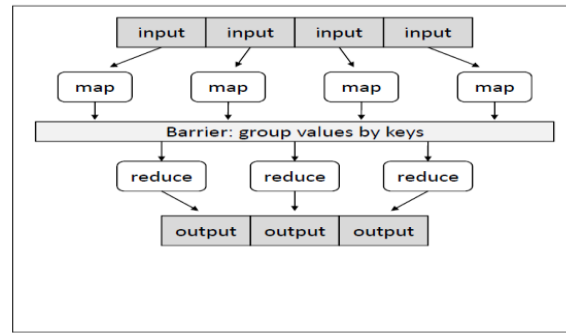 input input input input
map map map map
Barrier: group values by keys
reduce reduce reduce
output output output